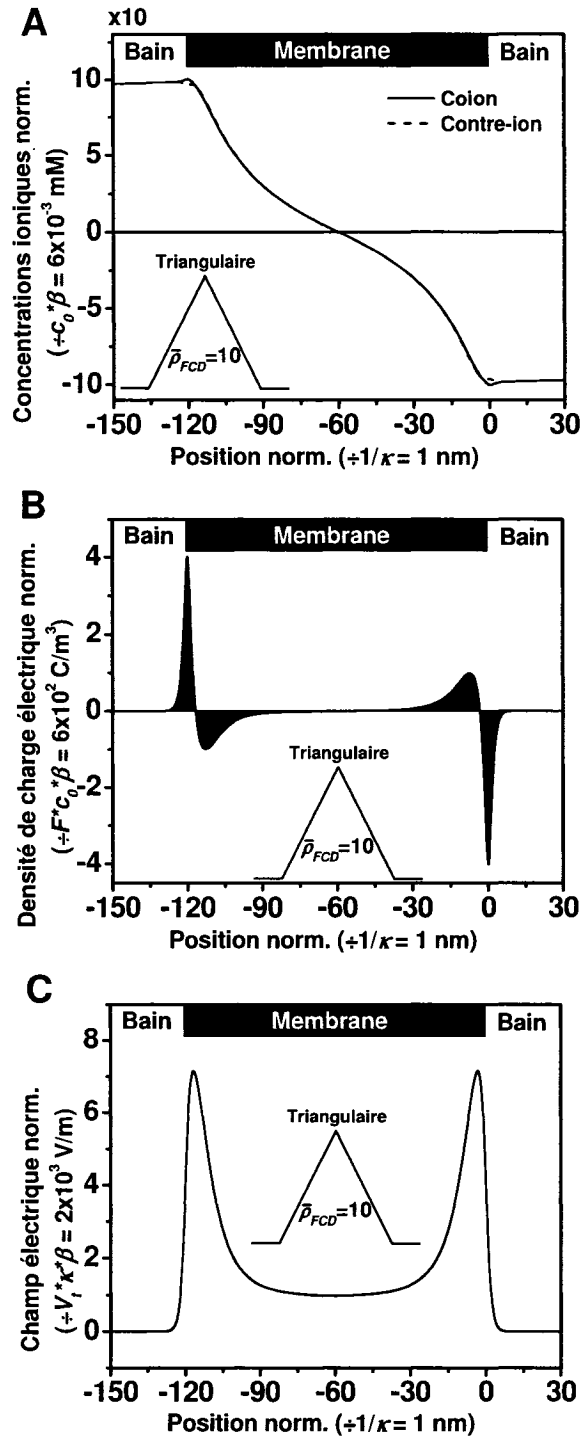 A
x10
Bain Membrane Bain
Concentrations ioniques norm.
(÷c₀*β = 6x10⁻³ mM)
10
5
0
-5
-10
Coion
Contre-ion
Triangulaire
ρ̄FCD=10
-150 -120 -90 -60 -30 0 30
Position norm. (÷1/κ = 1 nm)
B
Bain Membrane Bain
Densité de charge électrique norm.
(÷F*c₀*β = 6x10² C/m³)
4
2
0
-2
-4
Triangulaire
ρ̄FCD=10
-150 -120 -90 -60 -30 0 30
Position norm. (÷1/κ = 1 nm)
C
Bain Membrane Bain
Champ électrique norm.
(÷Vₜ*κ*β = 2x10³ V/m)
8
6
4
2
0
Triangulaire
ρ̄FCD=10
-150 -120 -90 -60 -30 0 30
Position norm. (÷1/κ = 1 nm)